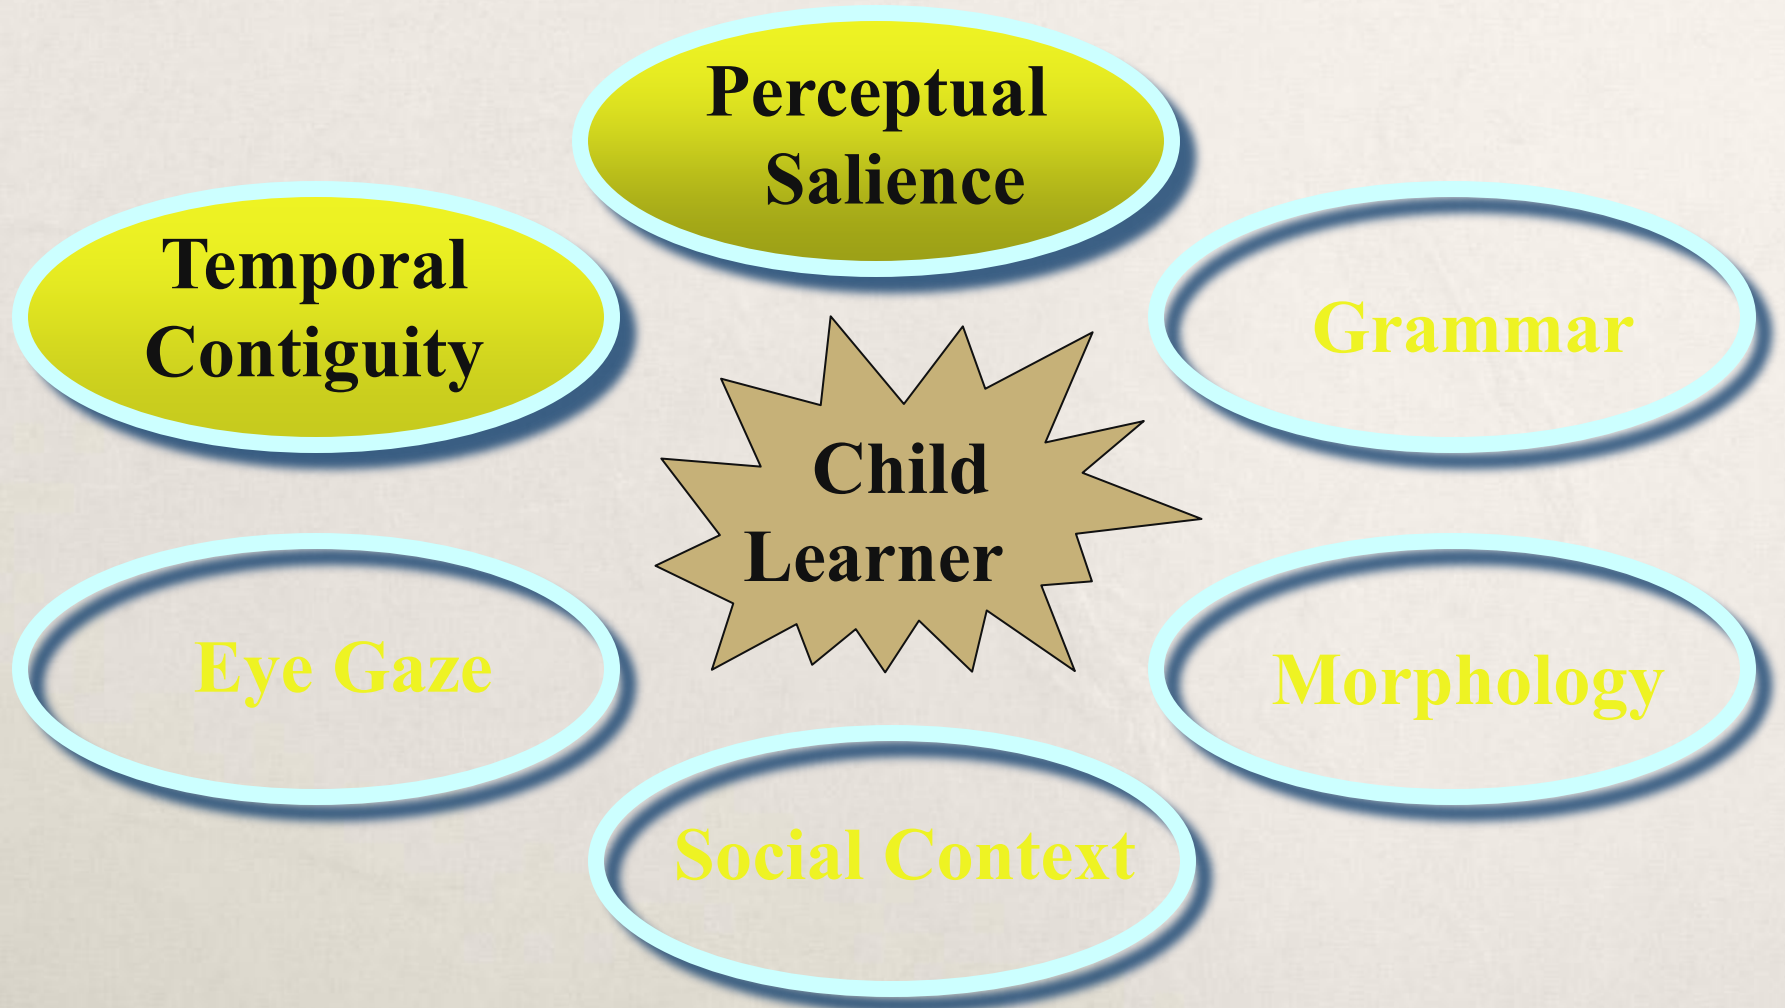 Perceptual
Salience
Temporal
Contiguity
Grammar
Child
Learner
Eye Gaze
Morphology
Social Context